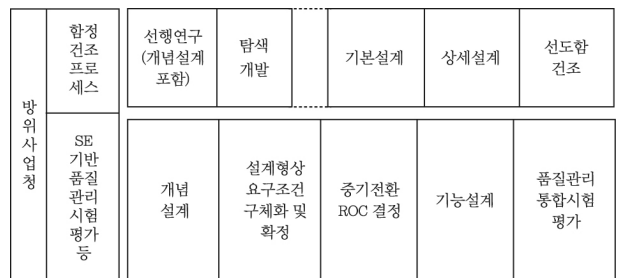 방위사업청
함정
건조
프로
세스
선행연구
(개념설계
포함)
탐색
개발
기본설계
상세설계
선도함
건조
SE
기반
품질
관리
시험
평가
등
개념
설계
설계형상
요구조건
구체화 및
확정
중기전환
ROC 결정
기능설계
품질관리
통합시험
평가